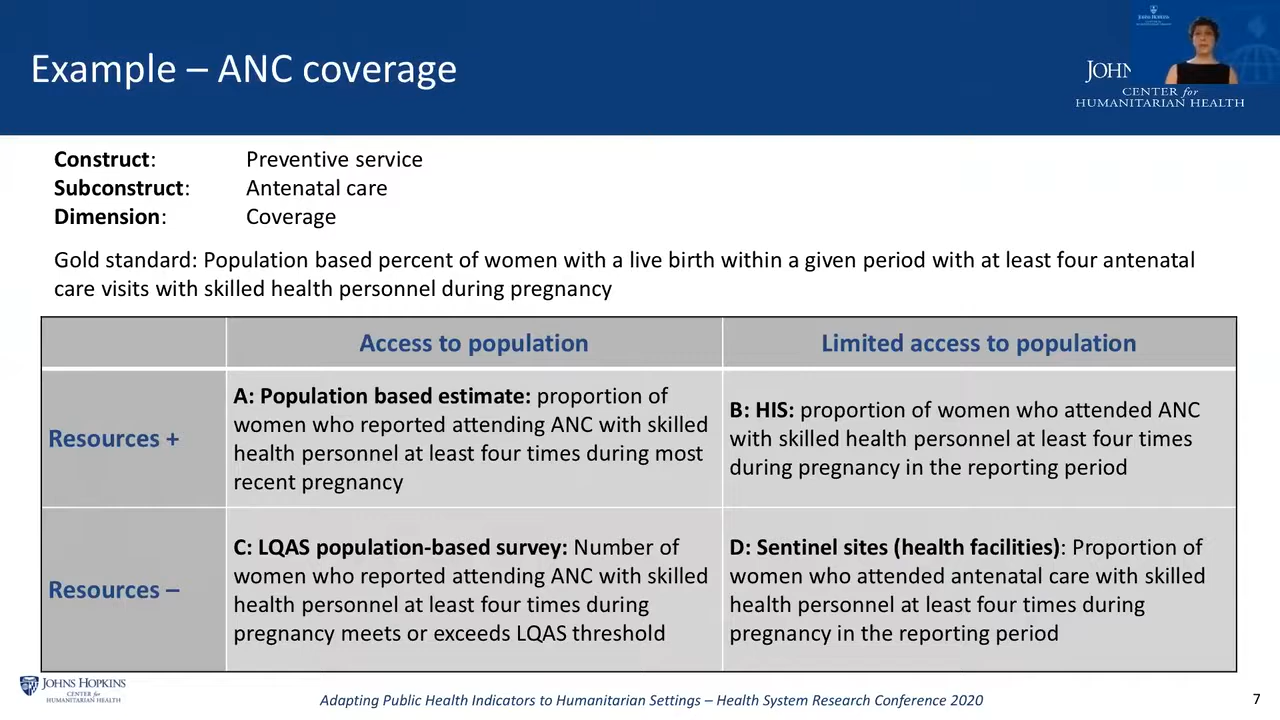 Example – ANC coverage
JOHN
CENTER for
HUMANITARIAN HEALTH
Construct: Preventive service
Subconstruct: Antenatal care
Dimension: Coverage
Gold standard: Population based percent of women with a live birth within a given period with at least four antenatal
care visits with skilled health personnel during pregnancy
Access to population
Limited access to population
Resources +
A: Population based estimate: proportion of
women who reported attending ANC with skilled
health personnel at least four times during most
recent pregnancy
B: HIS: proportion of women who attended ANC
with skilled health personnel at least four times
during pregnancy in the reporting period
Resources –
C: LQAS population-based survey: Number of
women who reported attending ANC with skilled
health personnel at least four times during
pregnancy meets or exceeds LQAS threshold
D: Sentinel sites (health facilities): Proportion of
women who attended antenatal care with skilled
health personnel at least four times during
pregnancy in the reporting period
JOHNS HOPKINS
CENTER for
HUMANITARIAN HEALTH
Adapting Public Health Indicators to Humanitarian Settings – Health System Research Conference 2020
7